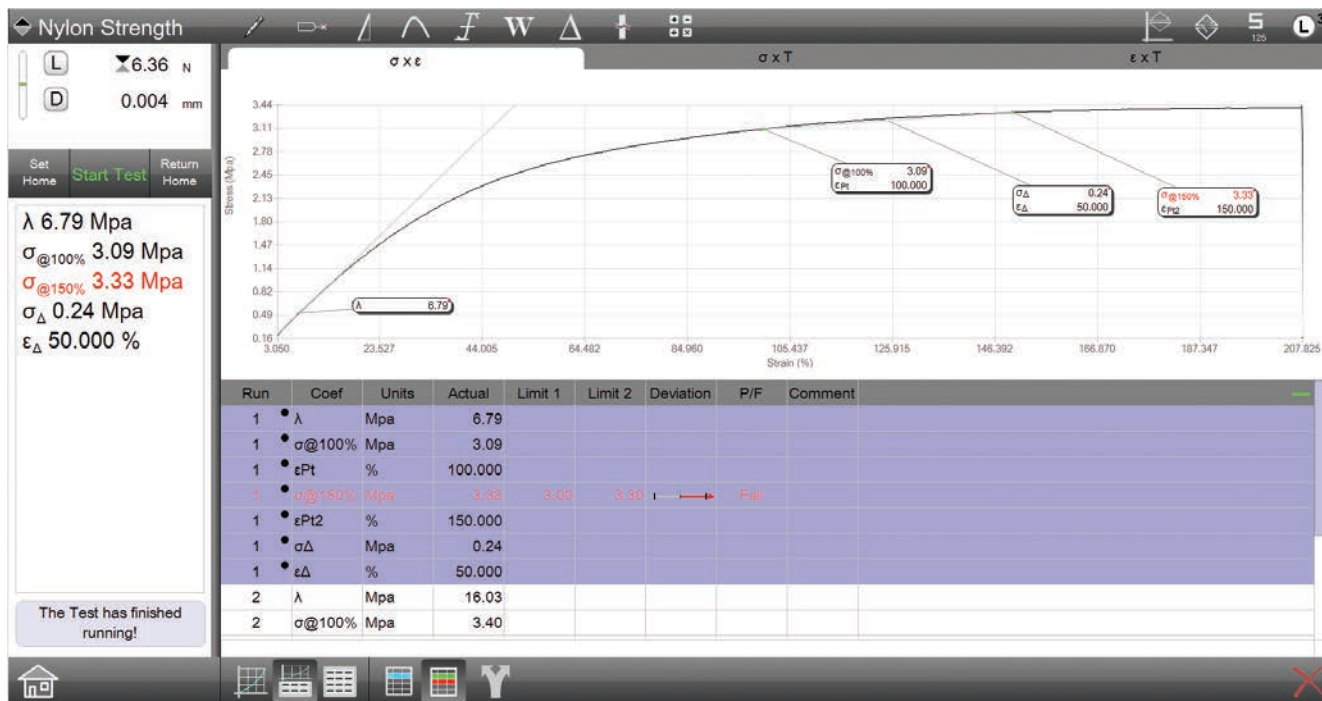 Nylon Strength
W
Δ
5
125
L
3
L 6.36 N
D 0.004 mm
Set Home
Start Test
Return Home
λ 6.79 Mpa
σ@100% 3.09 Mpa
σ@150% 3.33 Mpa
σΔ 0.24 Mpa
εΔ 50.000 %
The Test has finished
running!
σ x ε
σ x T
ε x T
Stress (Mpa)
3.44
3.11
2.78
2.45
2.13
1.80
1.47
1.14
0.82
0.49
0.16
σ@100% 3.09
εPt 100.000
σΔ 0.24
εΔ 50.000
σ@150% 3.33
εPt2 150.000
λ 6.79
3.050 23.527 44.005 64.482 84.960 105.437 125.915 146.392 166.870 187.347 207.825
Strain (%)
Run Coef Units Actual Limit 1 Limit 2 Deviation P/F Comment
1 λ Mpa 6.79
1 σ@100% Mpa 3.09
1 εPt % 100.000
1 σ@150% Mpa 3.33 3.00 3.30 Fail
1 εPt2 % 150.000
1 σΔ Mpa 0.24
1 εΔ % 50.000
2 λ Mpa 16.03
2 σ@100% Mpa 3.40